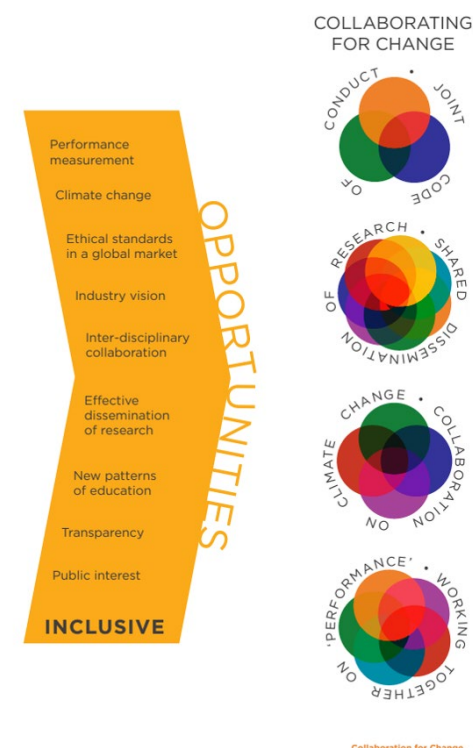 COLLABORATING
FOR CHANGE
Performance
measurement
Climate change
Ethical standards
in a global market
Industry vision
Inter-disciplinary
collaboration
Effective
dissemination
of research
New patterns
of education
Transparency
Public interest
INCLUSIVE
OPPORTUNITIES
JOINT CODE OF CONDUCT •
SHARED DISSEMINATION OF RESEARCH •
COLLABORATION ON CLIMATE CHANGE •
WORKING TOGETHER ON 'PERFORMANCE' •
Collaboration for Change